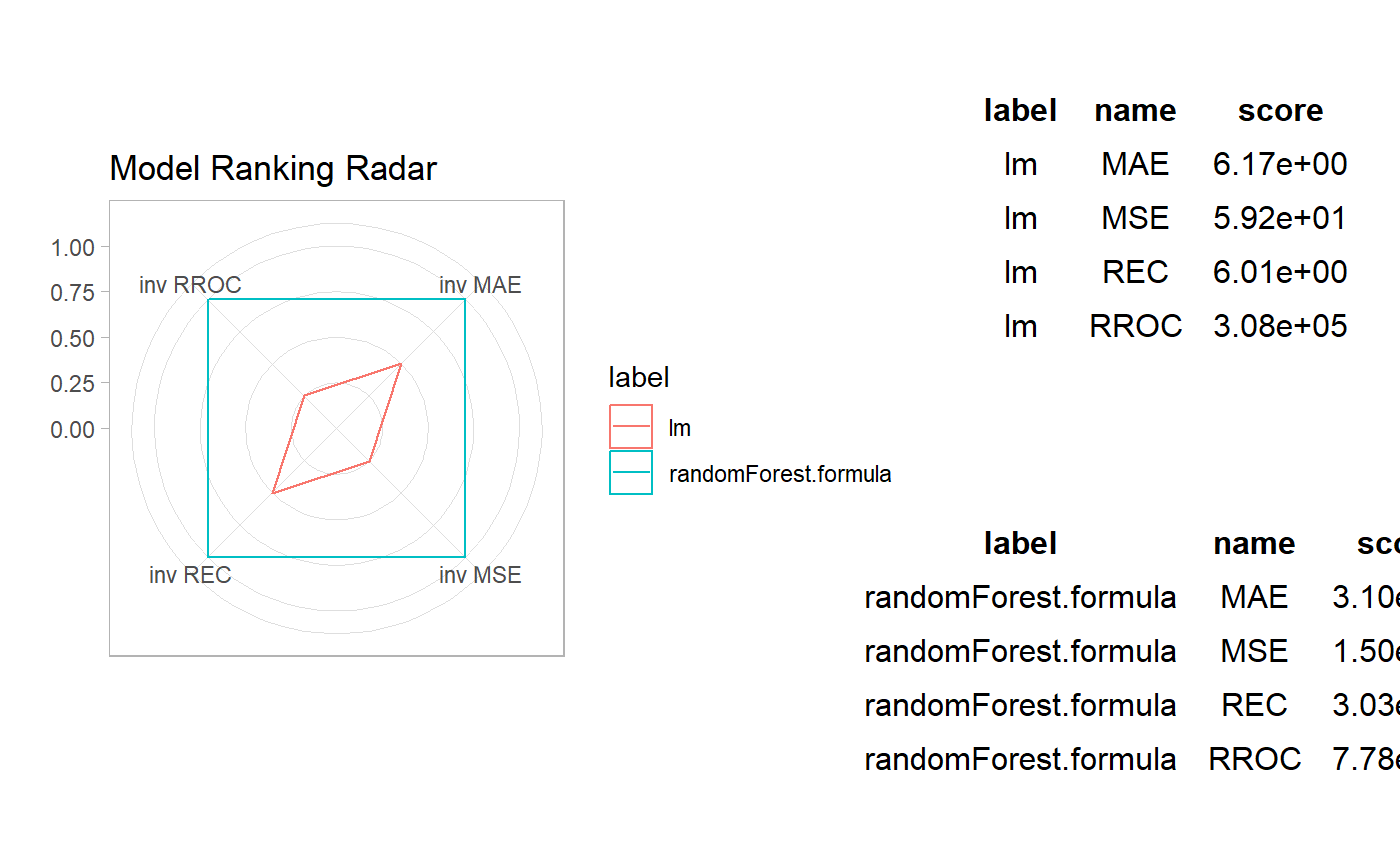 Model Ranking Radar
1.00
0.75
0.50
0.25
0.00
inv RROC
inv MAE
inv REC
inv MSE
label
lm
randomForest.formula
label name score
lm MAE 6.17e+00
lm MSE 5.92e+01
lm REC 6.01e+00
lm RROC 3.08e+05
label name
randomForest.formula MAE
randomForest.formula MSE
randomForest.formula REC
randomForest.formula RROC